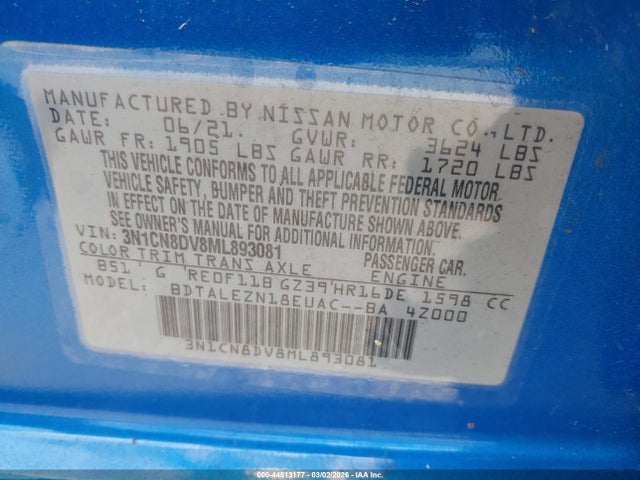 MANUFACTURED BY NISSAN MOTOR CO., LTD.
DATE: 06/21. GVWR: 3624 LBS
GAWR FR: 1905 LBS GAWR RR: 1720 LBS
THIS VEHICLE CONFORMS TO ALL APPLICABLE FEDERAL MOTOR
VEHICLE SAFETY, BUMPER AND THEFT PREVENTION STANDARDS
IN EFFECT ON THE DATE OF MANUFACTURE SHOWN ABOVE.
SEE OWNER'S MANUAL FOR ADDITIONAL INFORMATION.
VIN: 3N1CN8DV8ML893081 PASSENGER CAR.
COLOR TRIM TRANS AXLE ENGINE
B51 G RE0F11B GZ39 HR16DE 1598 CC
MODEL: BDTALEZN18EUAC--BA 4Z000
3N1CN8DV8ML893081
000-44513177 — 03/02/2026 — IAA Inc.